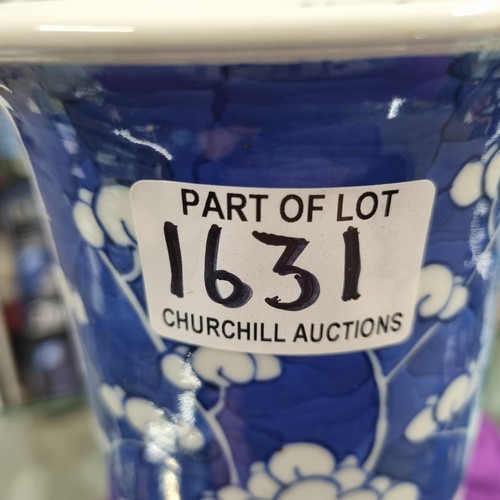 PART OF LOT
1631
CHURCHILL AUCTIONS